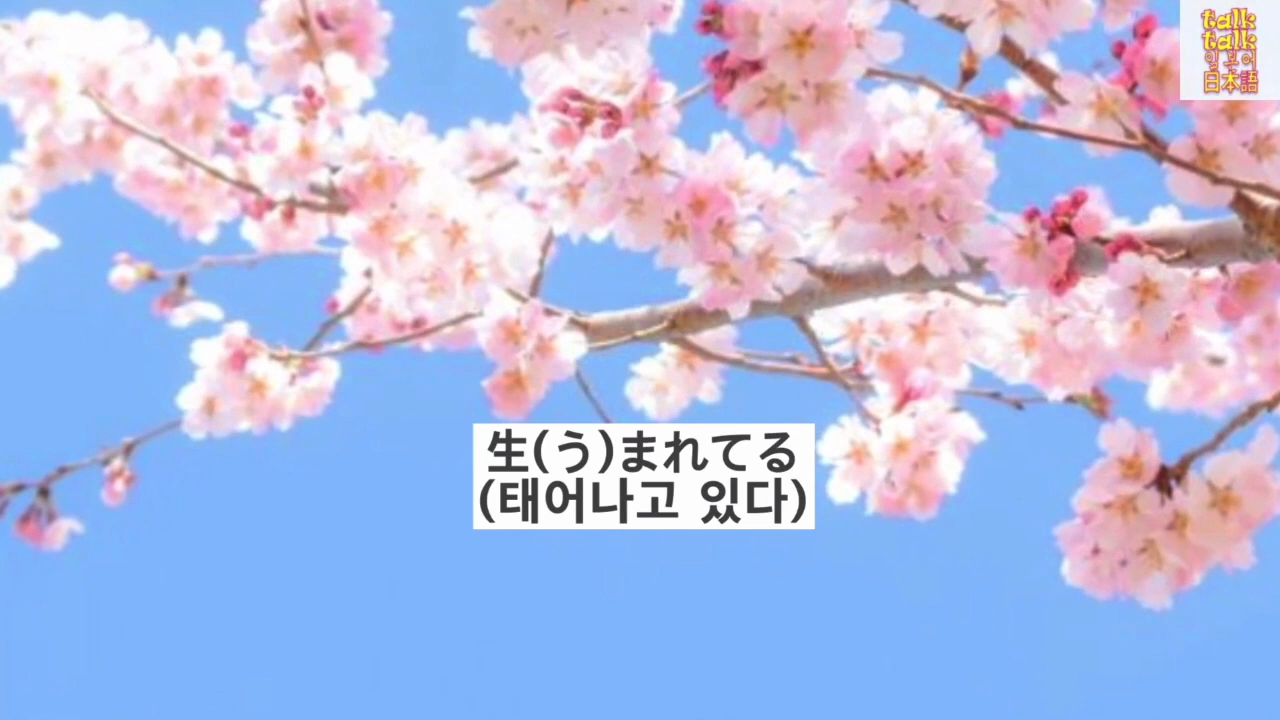 talk
talk
일본어
日本語
生(う)まれてる
(태어나고 있다)